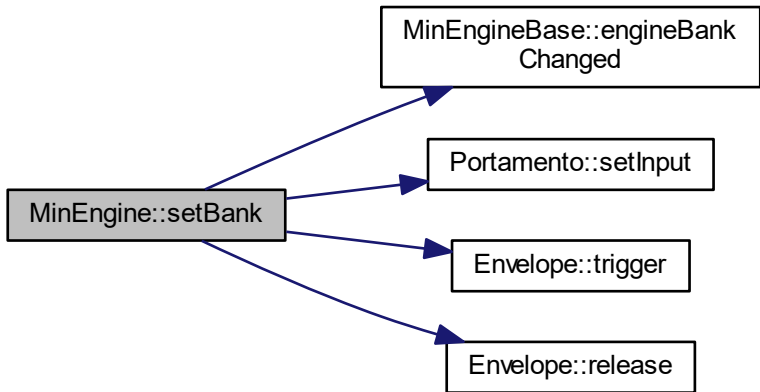 MinEngineBase::engineBank
Changed
Portamento::setInput
MinEngine::setBank
Envelope::trigger
Envelope::release